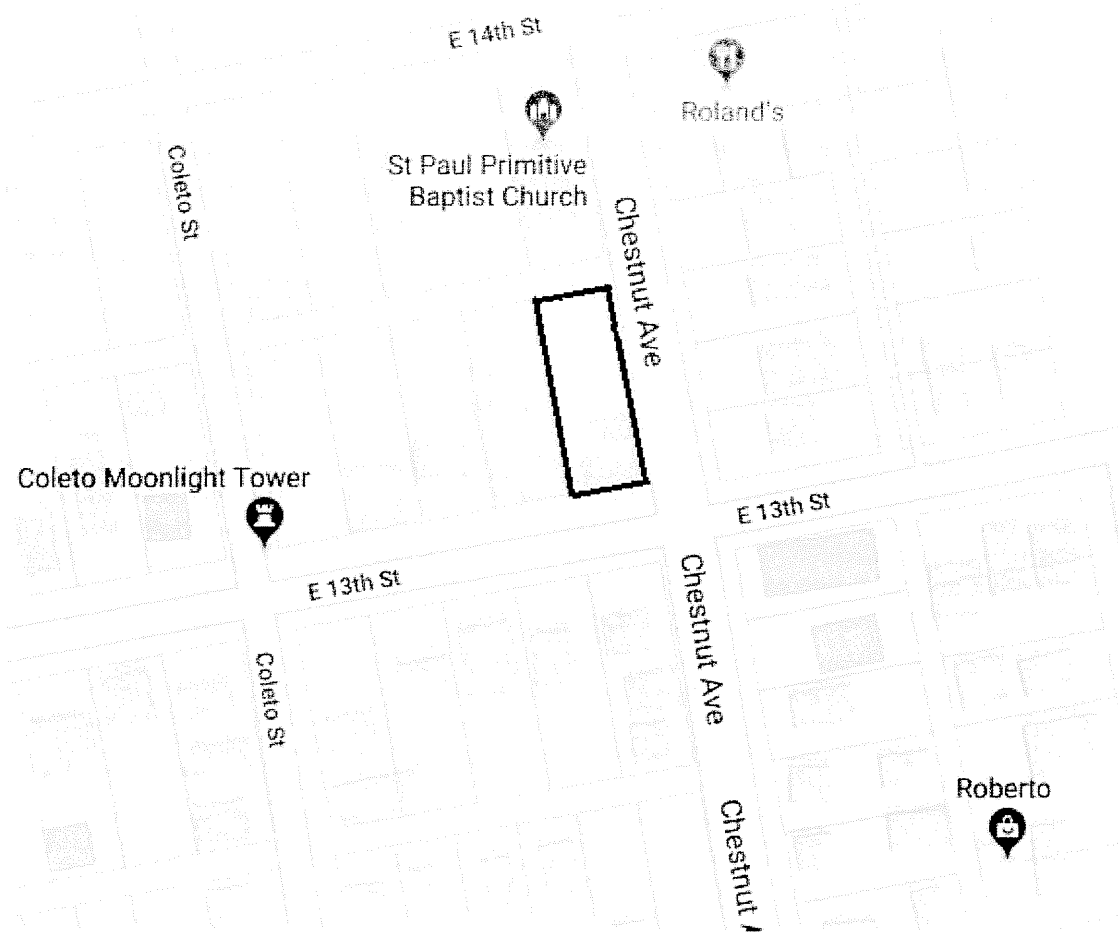 E 14th St
Roland's
St Paul Primitive
Baptist Church
Coleto St
Chestnut Ave
Coleto Moonlight Tower
E 13th St
E 13th St
Chestnut Ave
Coleto St
Roberto
Chestnut A